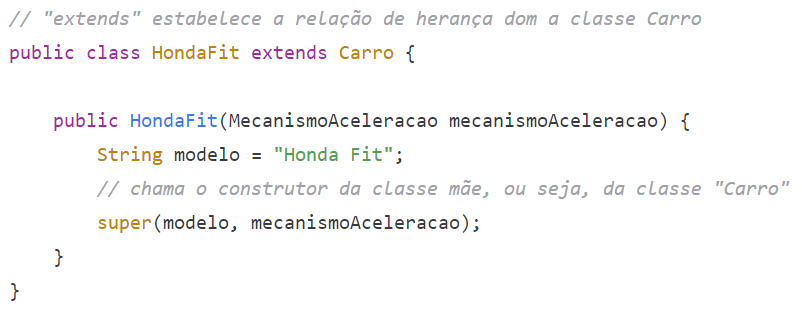 // "extends" estabelece a relação de herança dom a classe Carro
public class HondaFit extends Carro {
public HondaFit(MecanismoAceleracao mecanismoAceleracao) {
String modelo = "Honda Fit";
// chama o construtor da classe mãe, ou seja, da classe "Carro"
super(modelo, mecanismoAceleracao);
}
}